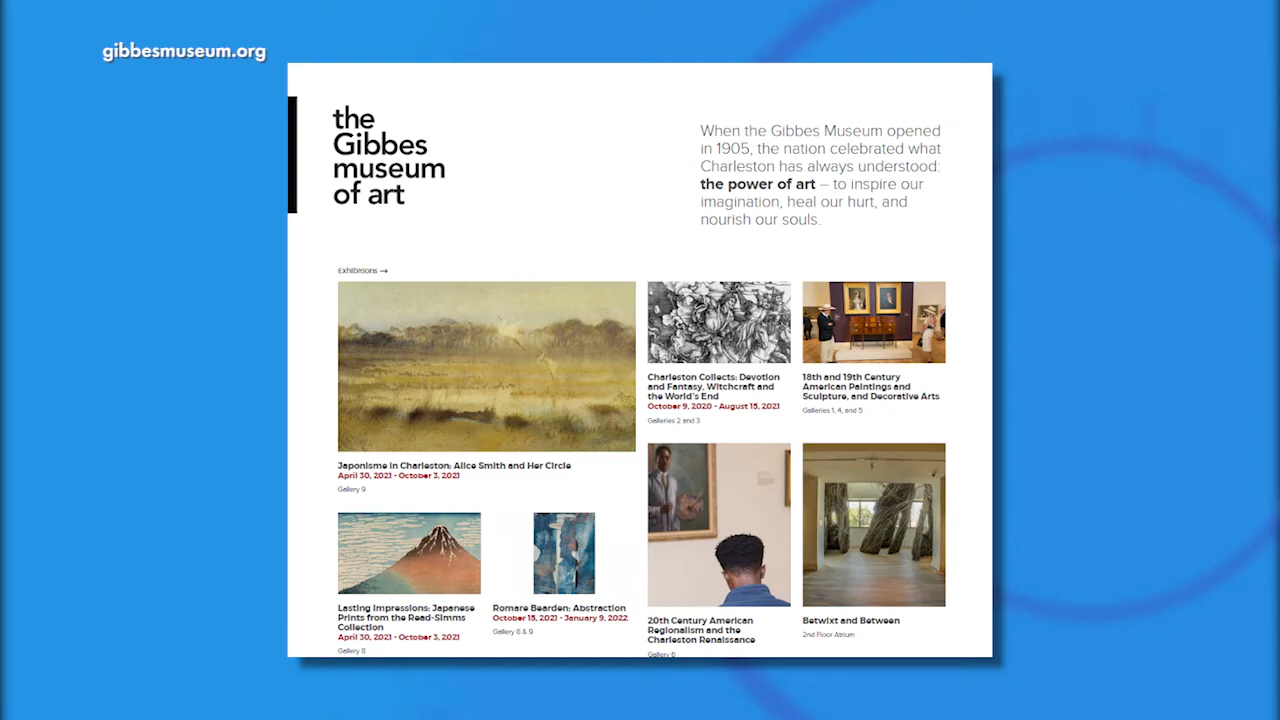 gibbesmuseum.org
the
Gibbes
museum
of art
When the Gibbes Museum opened
in 1905, the nation celebrated what
Charleston has always understood:
the power of art – to inspire our
imagination, heal our hurt, and
nourish our souls.
Exhibitions →
Japonisme in Charleston: Alice Smith and Her Circle
April 30, 2021 - October 3, 2021
Gallery 9
Charleston Collects: Devotion
and Fantasy, Witchcraft and
the World's End
October 9, 2020 - August 15, 2021
Galleries 2 and 3
18th and 19th Century
American Paintings and
Sculpture, and Decorative Arts
Galleries 1, 4, and 5
Lasting Impressions: Japanese
Prints from the Read-Simms
Collection
April 30, 2021 - October 3, 2021
Gallery 8
Romare Bearden: Abstraction
October 15, 2021 - January 9, 2022
Gallery 8 & 9
20th Century American
Regionalism and the
Charleston Renaissance
Gallery 6
Betwixt and Between
2nd Floor Atrium